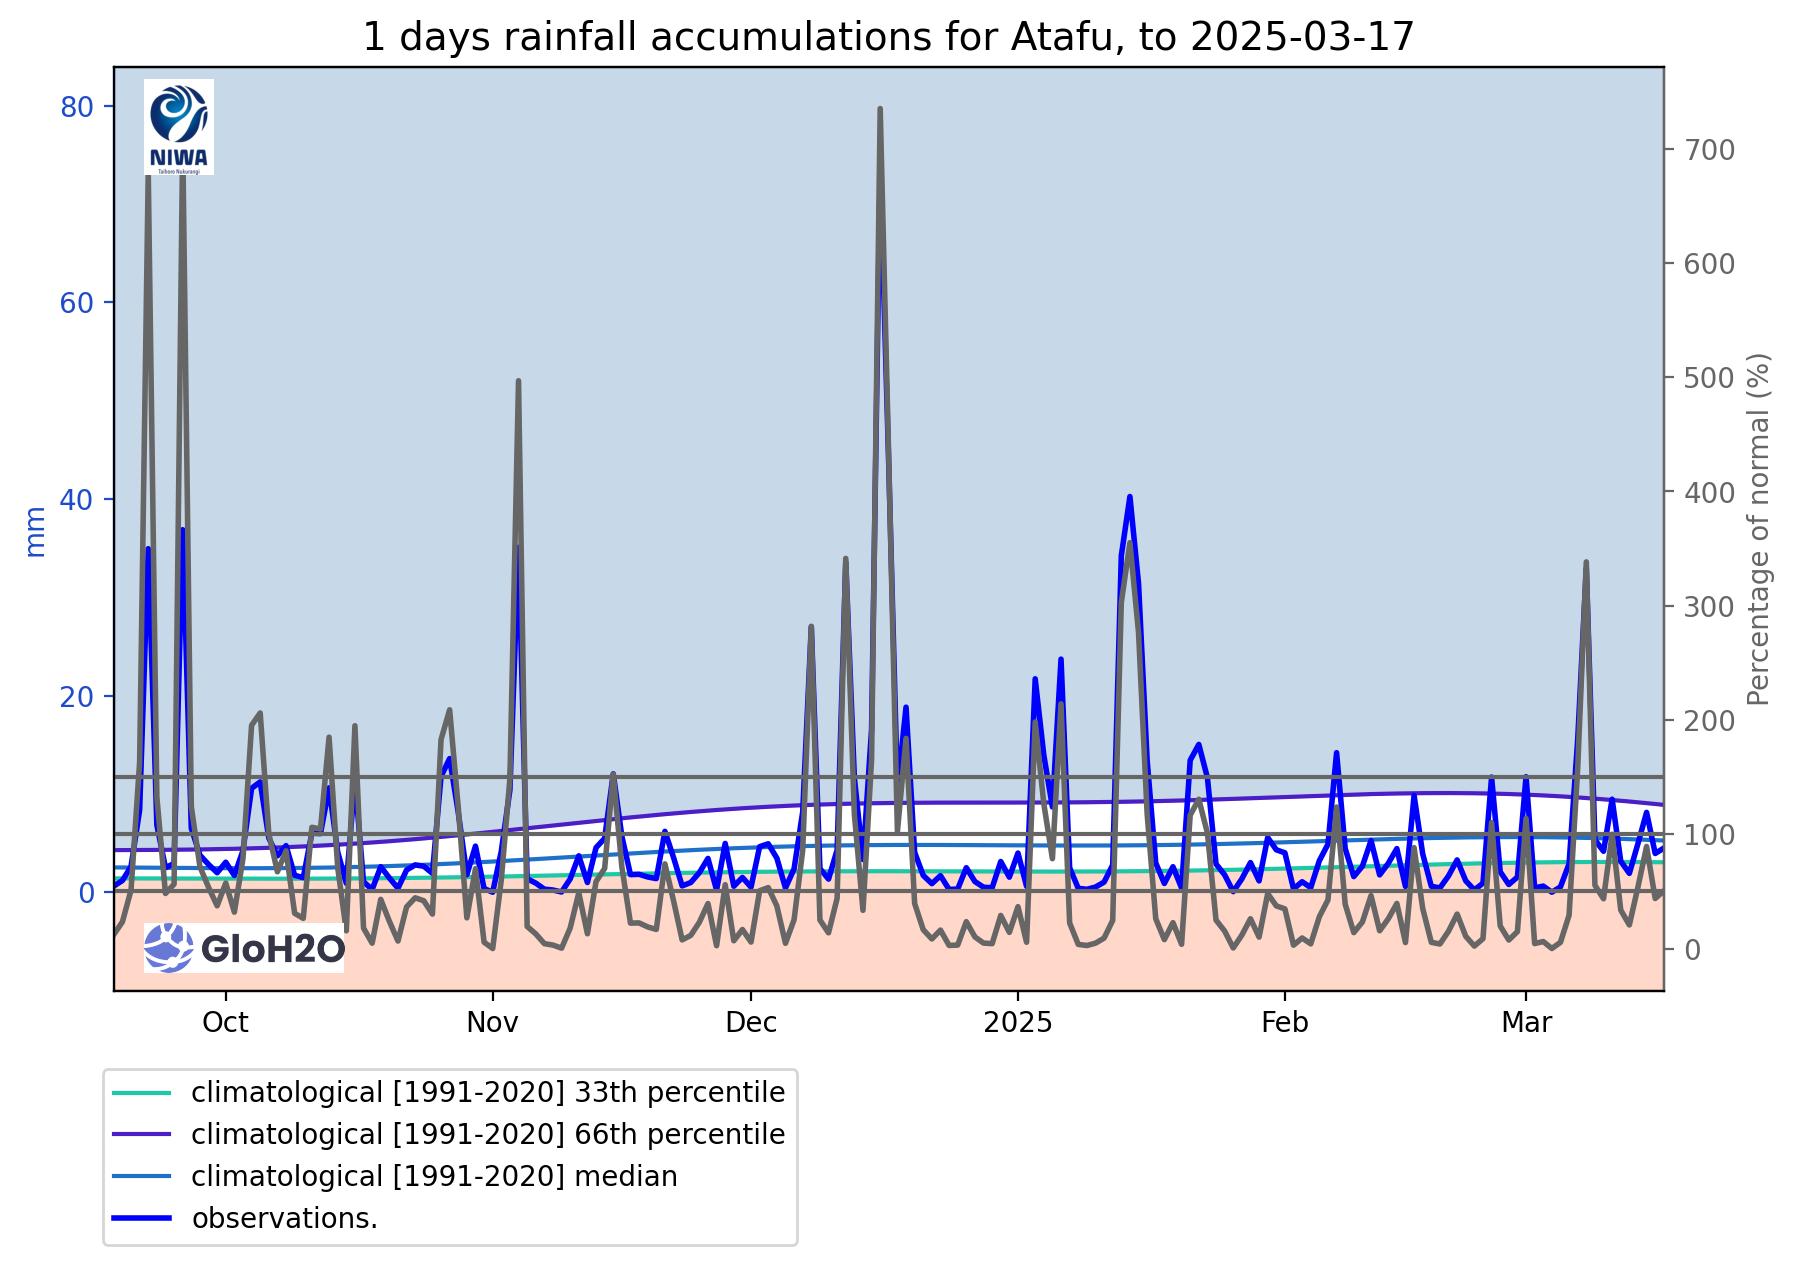 1 days rainfall accumulations for Atafu, to 2025-03-17
NIWA
Taihoro Nukurangi
80
60
40
20
0
mm
700
600
500
400
300
200
100
0
Percentage of normal (%)
GloH2O
Oct
Nov
Dec
2025
Feb
Mar
climatological [1991-2020] 33th percentile
climatological [1991-2020] 66th percentile
climatological [1991-2020] median
observations.